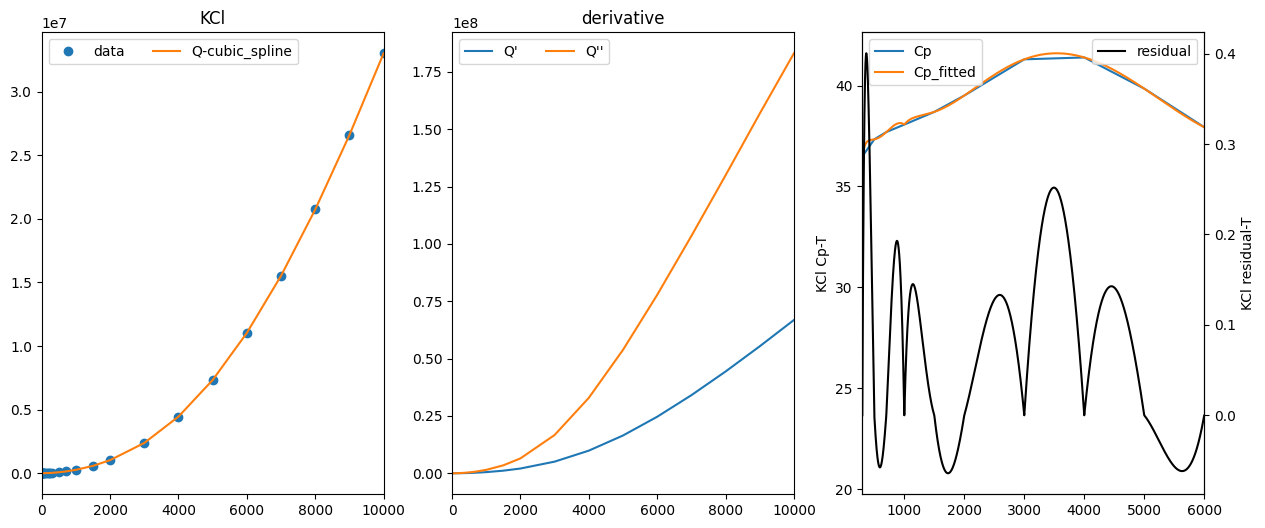 KCl
1e7
data
Q-cubic_spline
3.0
2.5
2.0
1.5
1.0
0.5
0.0
0 2000 4000 6000 8000 10000
derivative
1e8
Q' Q''
1.75
1.50
1.25
1.00
0.75
0.50
0.25
0.00
0 2000 4000 6000 8000 10000
Cp
Cp_fitted
residual
KCl Cp-T
40
35
30
25
20
1000 2000 3000 4000 5000 6000
0.4
0.3
0.2
0.1
0.0
KCl residual-T